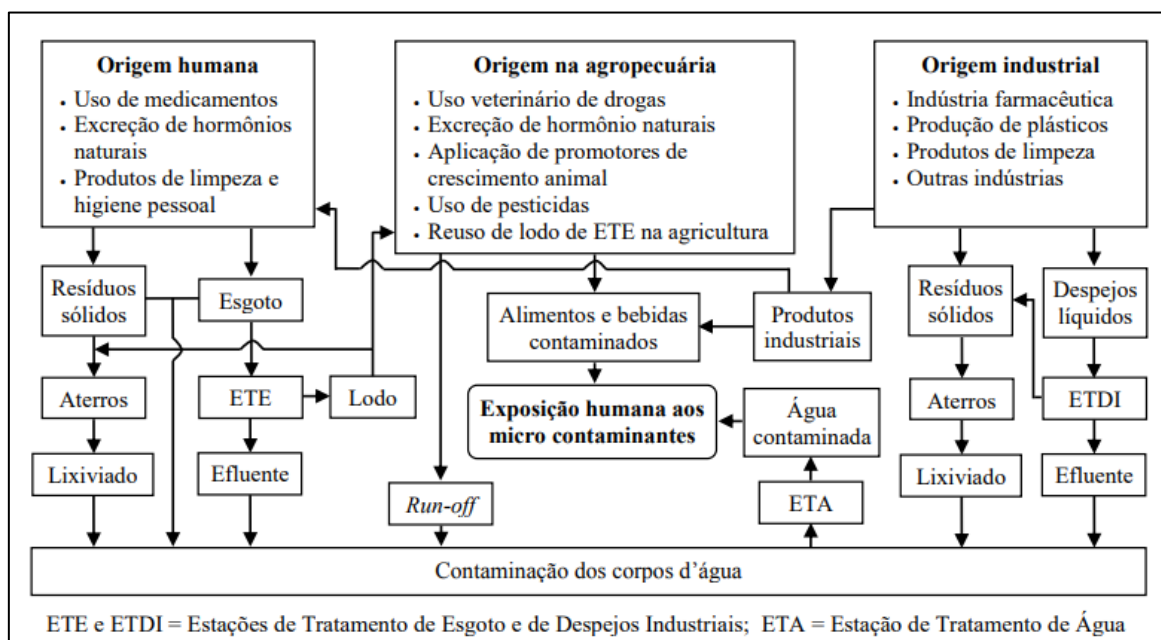 Origem humana
• Uso de medicamentos
• Excreção de hormônios
naturais
• Produtos de limpeza e
higiene pessoal
Origem na agropecuária
• Uso veterinário de drogas
• Excreção de hormônio naturais
• Aplicação de promotores de
crescimento animal
• Uso de pesticidas
• Reuso de lodo de ETE na agricultura
Origem industrial
• Indústria farmacêutica
• Produção de plásticos
• Produtos de limpeza
• Outras indústrias
Resíduos
sólidos
Esgoto
Alimentos e bebidas
contaminados
Produtos
industriais
Resíduos
sólidos
Despejos
líquidos
Aterros
ETE
Lodo
Exposição humana aos
micro contaminantes
Água
contaminada
Aterros
ETDI
Lixiviado
Efluente
Run-off
ETA
Lixiviado
Efluente
Contaminação dos corpos d’água
ETE e ETDI = Estações de Tratamento de Esgoto e de Despejos Industriais; ETA = Estação de Tratamento de Água